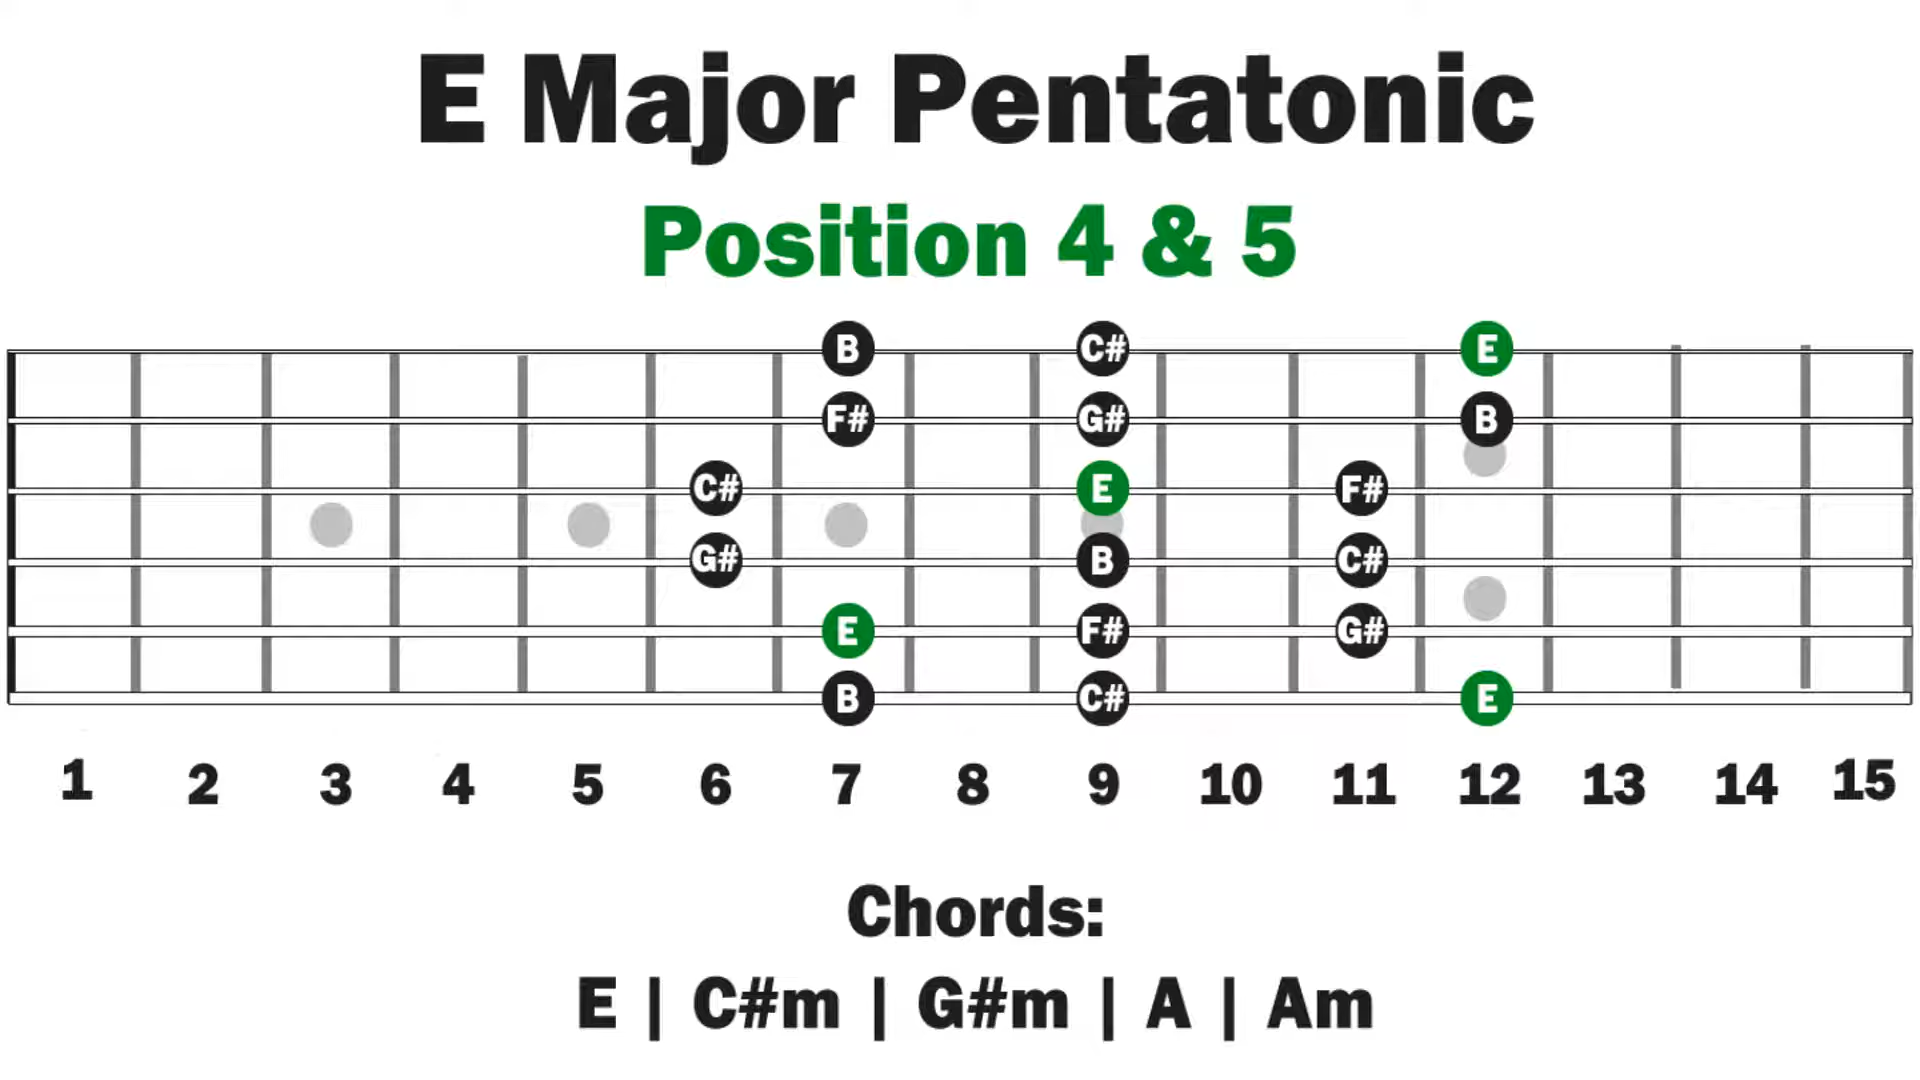 E Major Pentatonic
Position 4 & 5
B C# E
F# G# B
C# E F#
G# B C#
E F# G#
B C# E
1 2 3 4 5 6 7 8 9 10 11 12 13 14 15
Chords:
E | C#m | G#m | A | Am